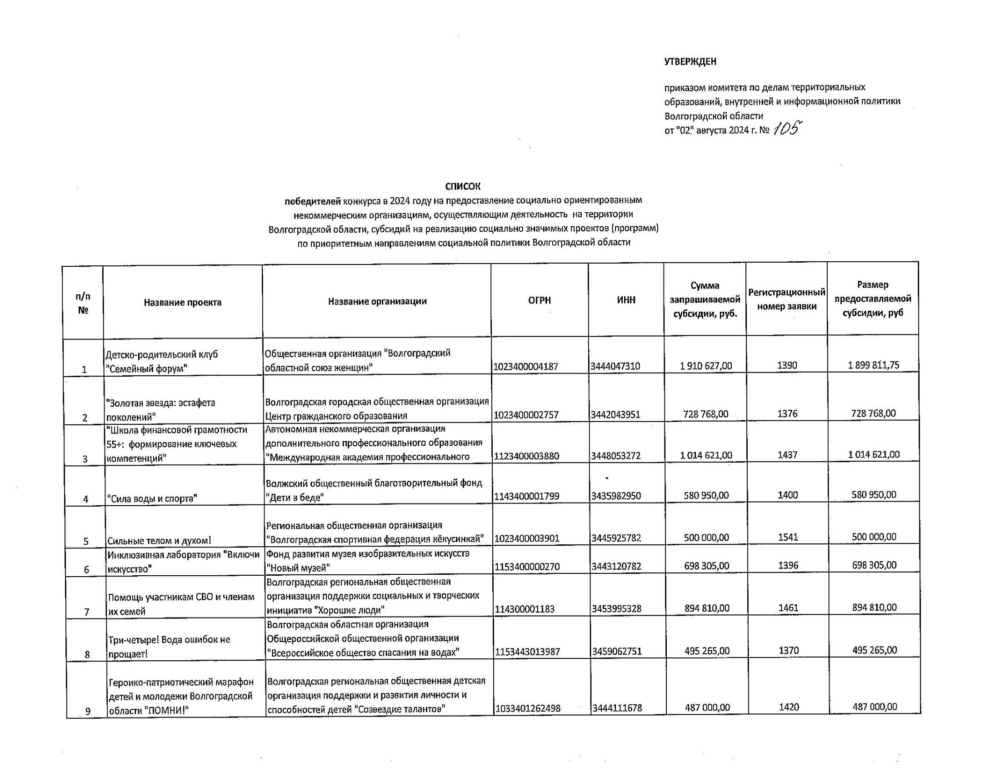 УТВЕРЖДЕН
приказом комитета по делам территориальных
образований, внутренней и информационной политики
Волгоградской области
от "02" августа 2024 г. № 105
СПИСОК
победителей конкурса в 2024 году на предоставление социально ориентированным
некоммерческим организациям, осуществляющим деятельность на территории
Волгоградской области, субсидий на реализацию социально значимых проектов (программ)
по приоритетным направлениям социальной политики Волгоградской области
п/п
№
Название проекта
Название организации
ОГРН
ИНН
Сумма
запрашиваемой
субсидии, руб.
Регистрационный
номер заявки
Размер
предоставляемой
субсидии, руб
1
Детско-родительский клуб
"Семейный форум"
Общественная организация "Волгоградский
областной союз женщин"
1023400004187
3444047310
1 910 627,00
1390
1 899 811,75
2
"Золотая звезда: эстафета
поколений"
Волгоградская городская общественная организация
Центр гражданского образования
1023400002757
3442043951
728 768,00
1376
728 768,00
3
"Школа финансовой грамотности
55+: формирование ключевых
компетенций"
Автономная некоммерческая организация
дополнительного профессионального образования
"Международная академия профессионального
1123400003880
3448053272
1 014 621,00
1437
1 014 621,00
4
"Сила воды и спорта"
Волжский общественный благотворительный фонд
"Дети в беде"
1143400001799
3435982950
580 950,00
1400
580 950,00
5
Сильные телом и духом!
Региональная общественная организация
"Волгоградская спортивная федерация кёкусинкай"
1023400003901
3445925782
500 000,00
1541
500 000,00
6
Инклюзивная лаборатория "Включи
искусство"
Фонд развития музея изобразительных искусств
"Новый музей"
1153400000270
3443120782
698 305,00
1396
698 305,00
7
Помощь участникам СВО и членам
их семей
Волгоградская региональная общественная
организация поддержки социальных и творческих
инициатив "Хорошие люди"
114300001183
3453995328
894 810,00
1461
894 810,00
8
Три-четыре! Вода ошибок не
прощает!
Волгоградская областная организация
Общероссийской общественной организации
"Всероссийское общество спасания на водах"
1153443013987
3459062751
495 265,00
1370
495 265,00
9
Героико-патриотический марафон
детей и молодежи Волгоградской
области "ПОМНИ!"
Волгоградская региональная общественная детская
организация поддержки и развития личности и
способностей детей "Созвездие талантов"
1033401262498
3444111678
487 000,00
1420
487 000,00